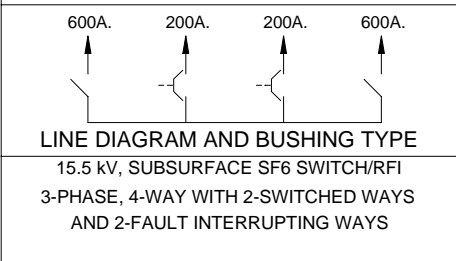 600A. 200A. 200A. 600A.
LINE DIAGRAM AND BUSHING TYPE
15.5 kV, SUBSURFACE SF6 SWITCH/RFI
3-PHASE, 4-WAY WITH 2-SWITCHED WAYS
AND 2-FAULT INTERRUPTING WAYS